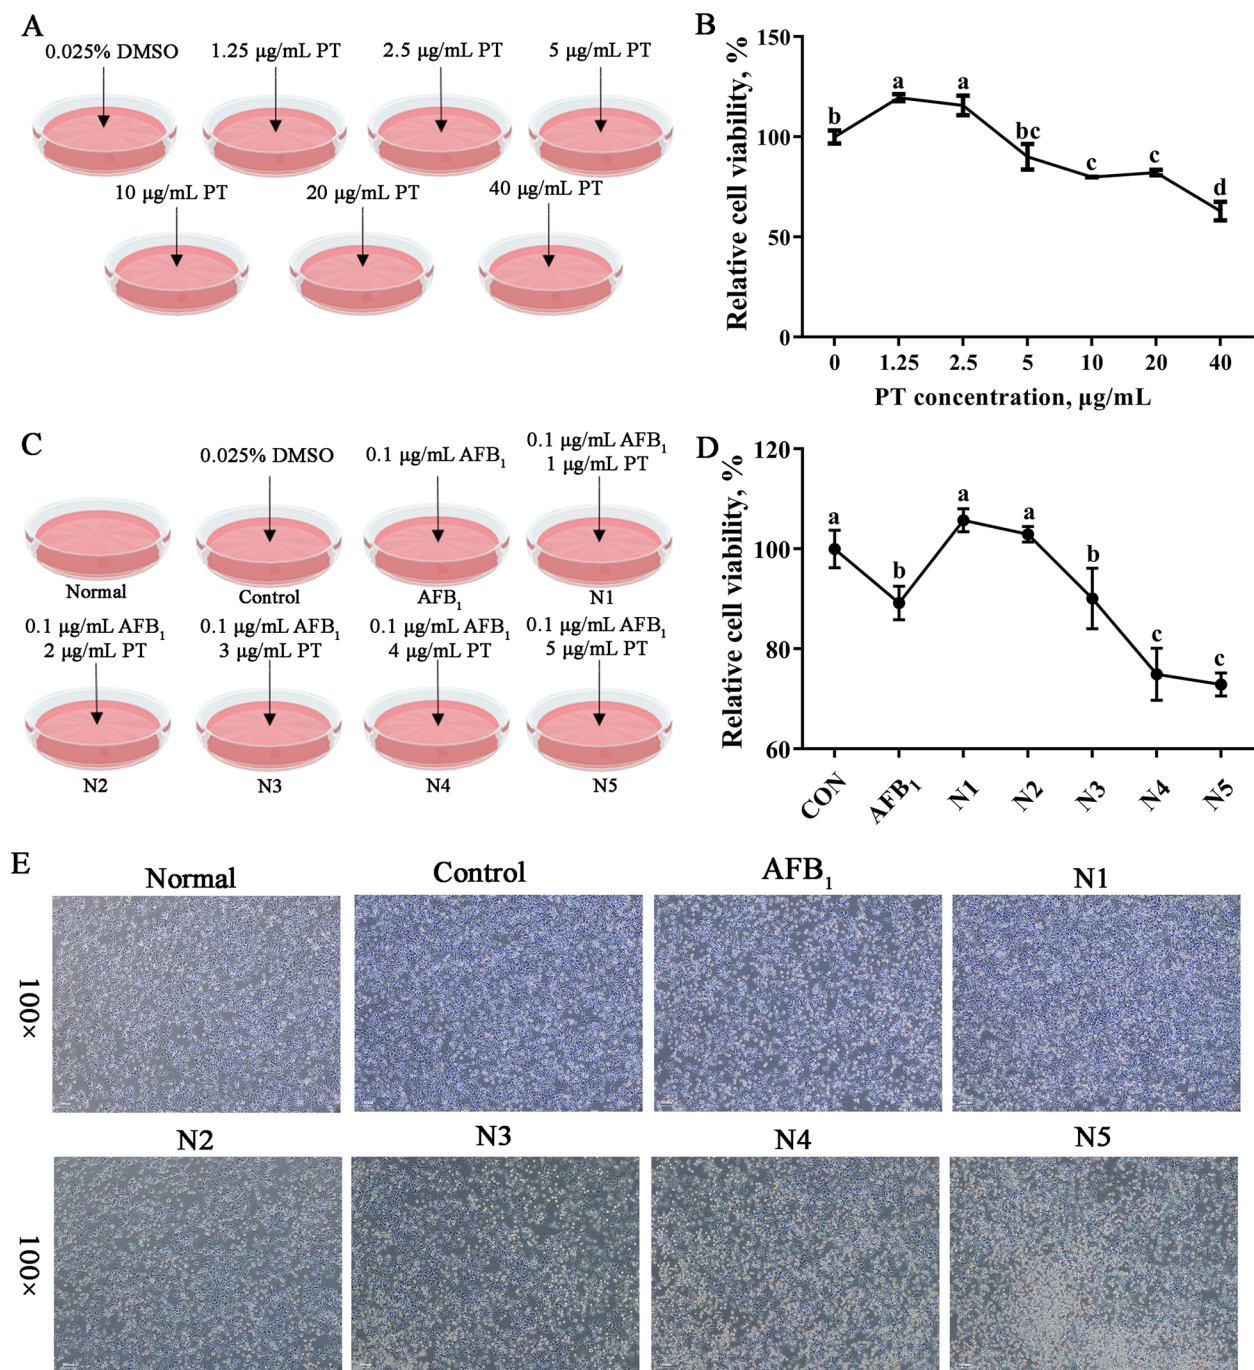 A
0.025% DMSO
1.25 μg/mL PT
2.5 μg/mL PT
5 μg/mL PT
10 μg/mL PT
20 μg/mL PT
40 μg/mL PT
B
Relative cell viability, %
150
100
50
0
b
a
a
bc
c
c
d
0
1.25
2.5
5
10
20
40
PT concentration, μg/mL
C
0.025% DMSO
0.1 μg/mL AFB₁
0.1 μg/mL AFB₁
1 μg/mL PT
Normal
Control
AFB₁
N1
0.1 μg/mL AFB₁
2 μg/mL PT
0.1 μg/mL AFB₁
3 μg/mL PT
0.1 μg/mL AFB₁
4 μg/mL PT
0.1 μg/mL AFB₁
5 μg/mL PT
N2
N3
N4
N5
D
Relative cell viability, %
120
100
80
60
a
b
a
a
b
c
c
CON
AFB₁
N1
N2
N3
N4
N5
E
Normal
Control
AFB₁
N1
100×
N2
N3
N4
N5
100×